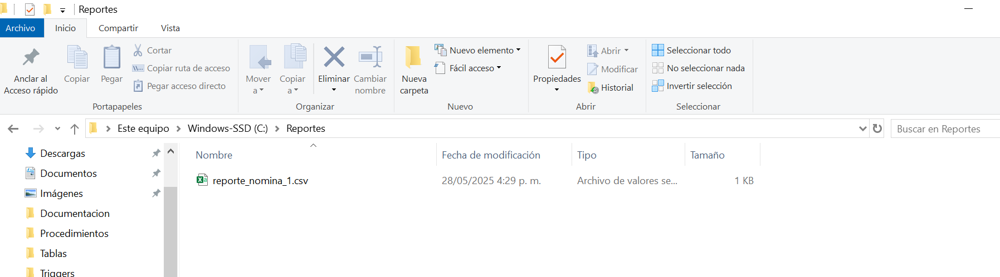 Reportes
Archivo Inicio Compartir Vista
Anclar al
Acceso rápido
Copiar
Pegar
Cortar
Copiar ruta de acceso
Pegar acceso directo
Portapapeles
Mover
a
Copiar
a
Eliminar
Cambiar
nombre
Organizar
Nueva
carpeta
Nuevo elemento
Fácil acceso
Nuevo
Propiedades
Abrir
Modificar
Historial
Abrir
Seleccionar todo
No seleccionar nada
Invertir selección
Seleccionar
Este equipo Windows-SSD (C:) Reportes
Buscar en Reportes
Descargas
Documentos
Imágenes
Documentacion
Procedimientos
Tablas
Triggers
Nombre Fecha de modificación Tipo Tamaño
reporte_nomina_1.csv 28/05/2025 4:29 p. m. Archivo de valores se... 1 KB